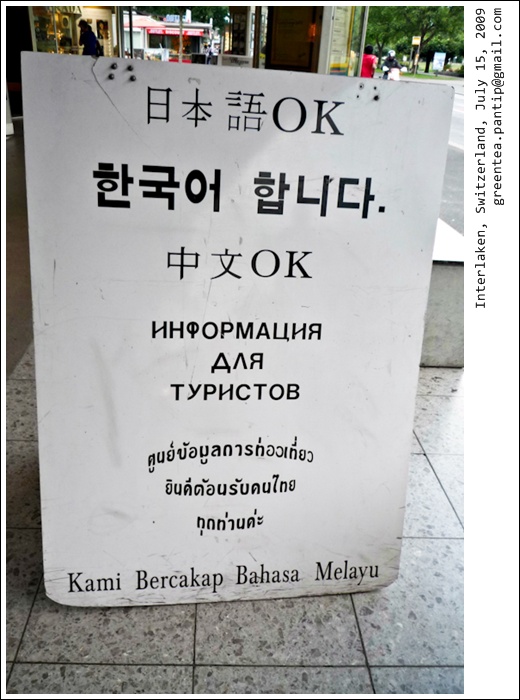 日本語OK
한국어 합니다.
中文OK
ИНФОРМАЦИЯ
ДЛЯ
ТУРИСТОВ
ศูนย์ข้อมูลการท่องเที่ยว
ยินดีต้อนรับคนไทย
ทุกท่านค่ะ
Kami Bercakap Bahasa Melayu
Interlaken, Switzerland, July 15, 2009
greentea.pantip@gmail.com